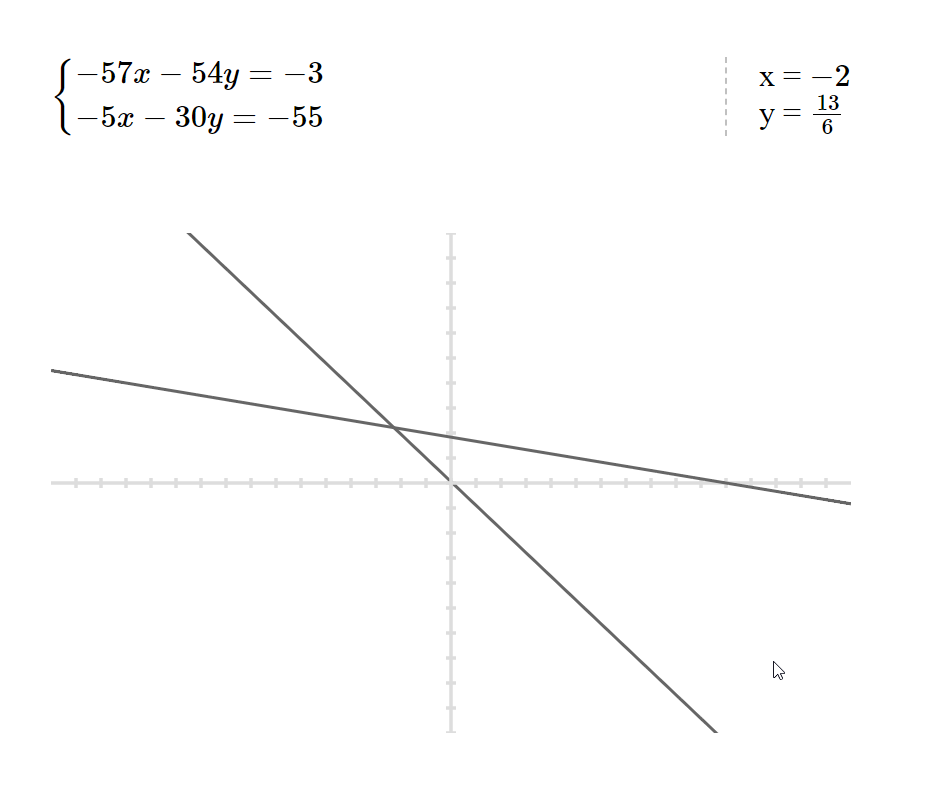 −57x − 54y = −3
−5x − 30y = −55
x = −2
y = 13/6